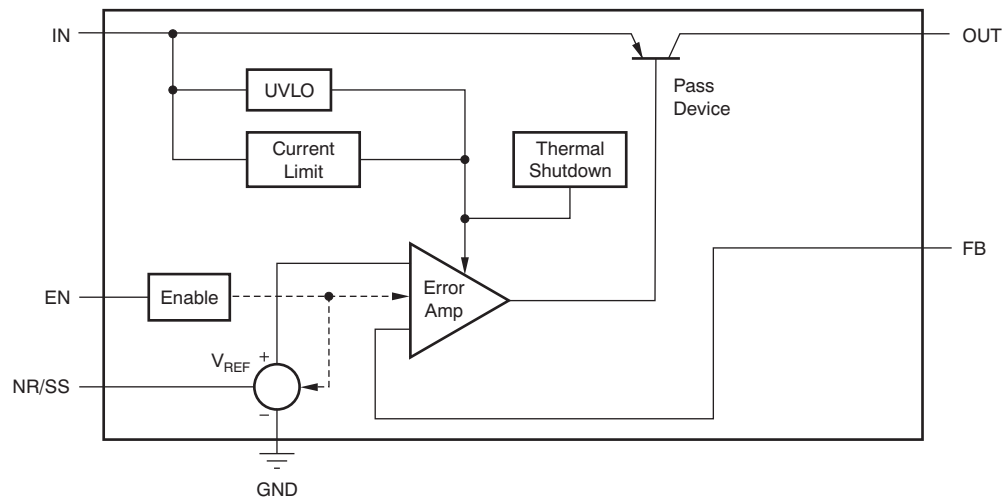 IN
OUT
Pass
Device
UVLO
Current
Limit
Thermal
Shutdown
FB
EN
Enable
Error
Amp
VREF
+
NR/SS
−
GND